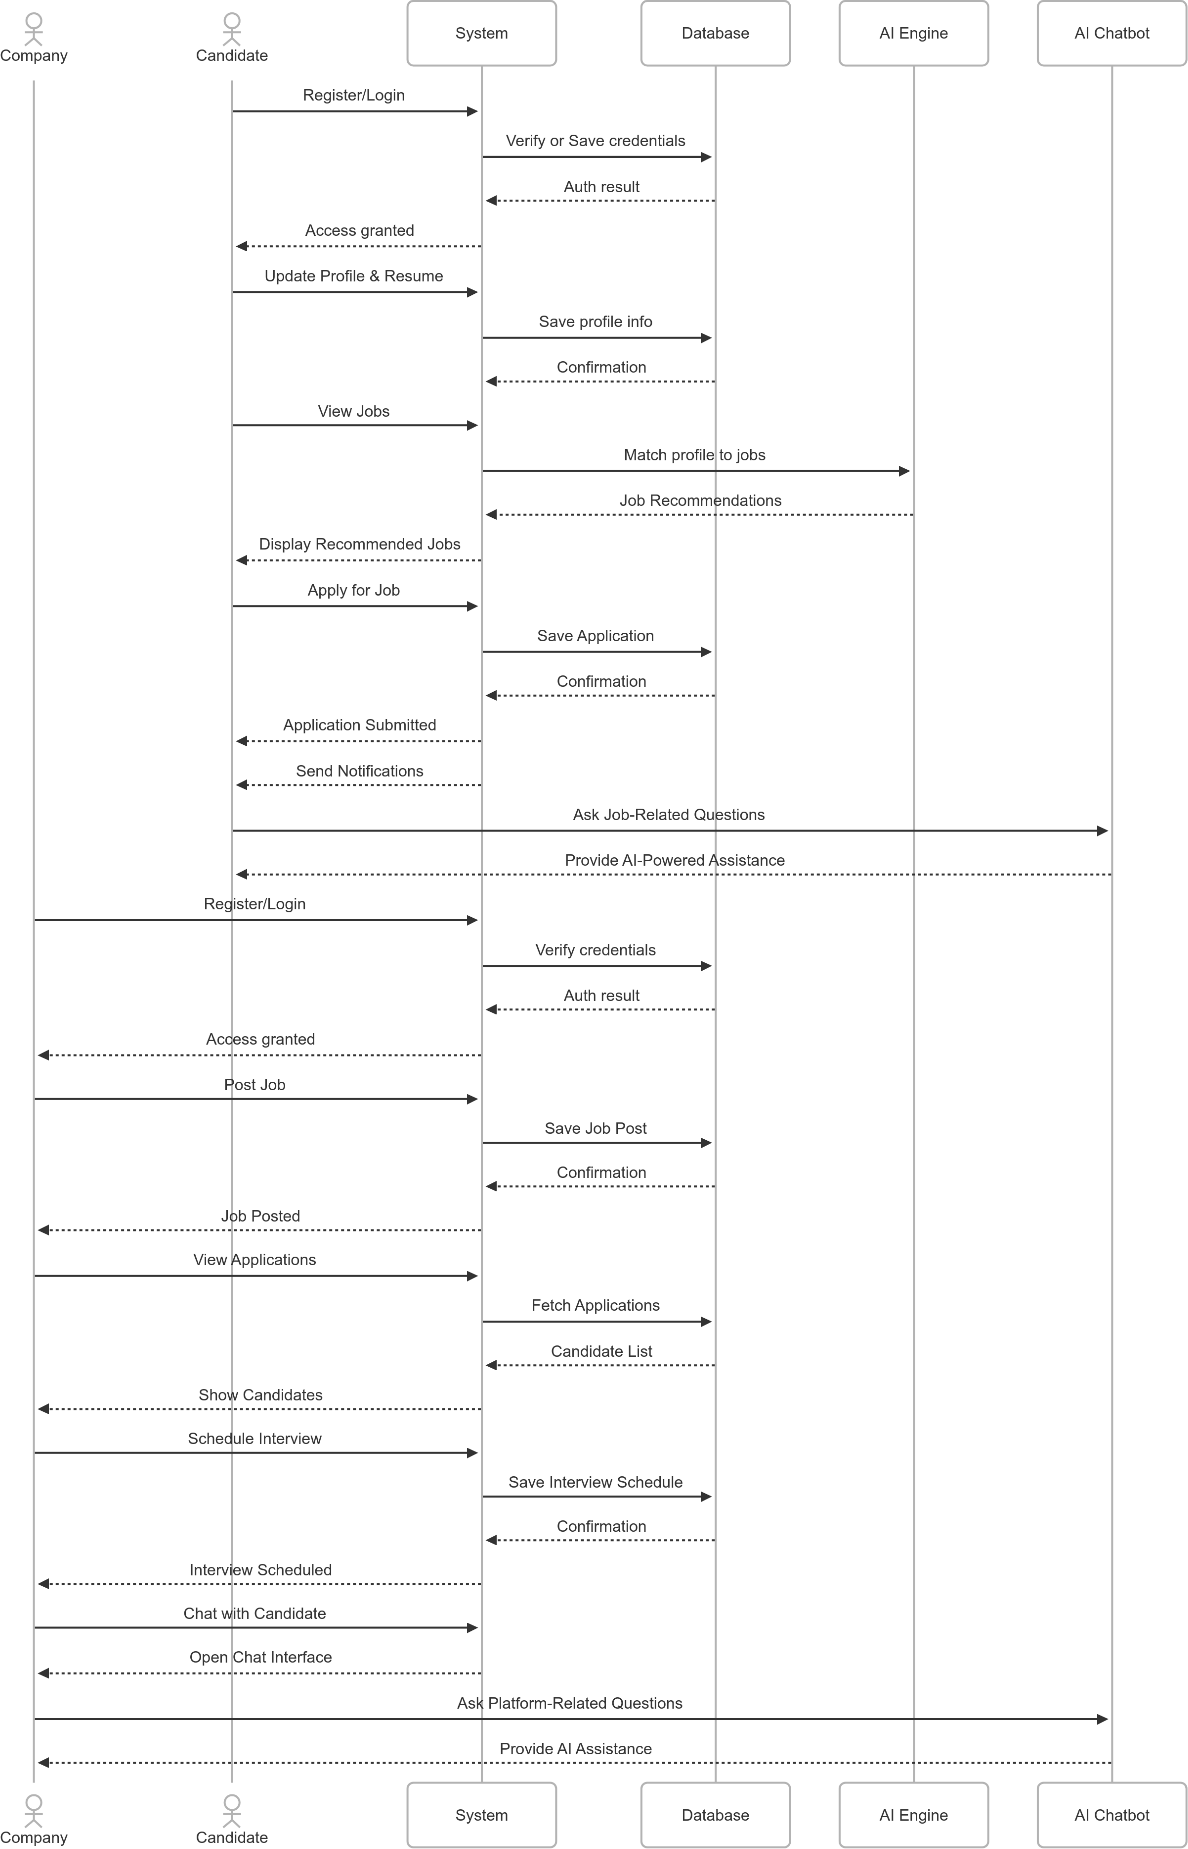 Company
Candidate
System
Database
AI Engine
AI Chatbot
Register/Login
Verify or Save credentials
Auth result
Access granted
Update Profile & Resume
Save profile info
Confirmation
View Jobs
Match profile to jobs
Job Recommendations
Display Recommended Jobs
Apply for Job
Save Application
Confirmation
Application Submitted
Send Notifications
Ask Job-Related Questions
Provide AI-Powered Assistance
Register/Login
Verify credentials
Auth result
Access granted
Post Job
Save Job Post
Confirmation
Job Posted
View Applications
Fetch Applications
Candidate List
Show Candidates
Schedule Interview
Save Interview Schedule
Confirmation
Interview Scheduled
Chat with Candidate
Open Chat Interface
Ask Platform-Related Questions
Provide AI Assistance
Company
Candidate
System
Database
AI Engine
AI Chatbot